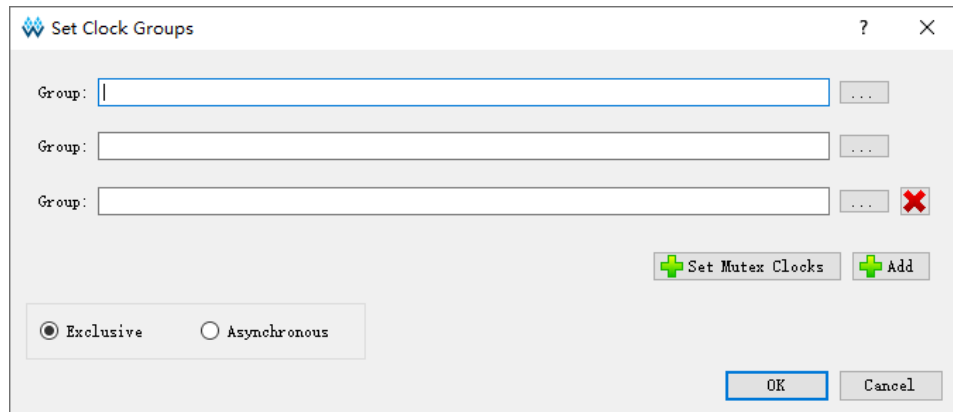 Set Clock Groups ?
Group: ...
Group: ...
Group: ...
Set Mutex Clocks Add
Exclusive Asynchronous
OK Cancel